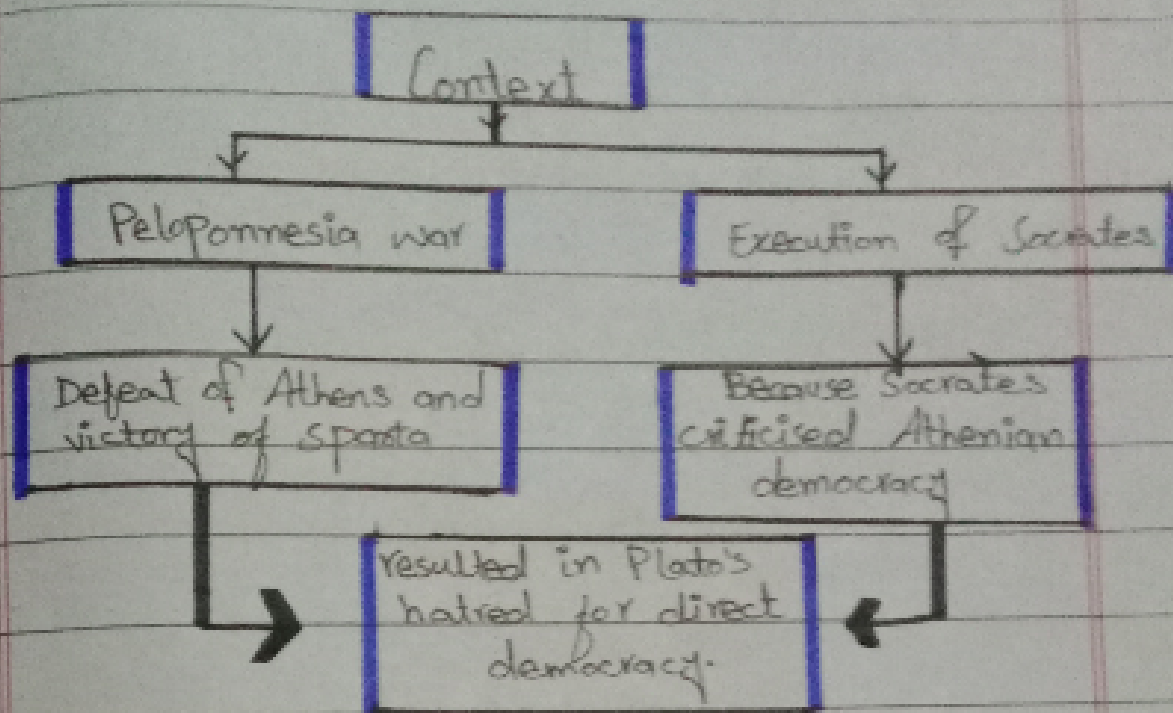 Context
Peloponnesia war
Execution of Socrates
Defeat of Athens and
victory of sparta
Because Socrates
criticised Athenian
democracy
resulted in Plato's
hatred for direct
democracy.